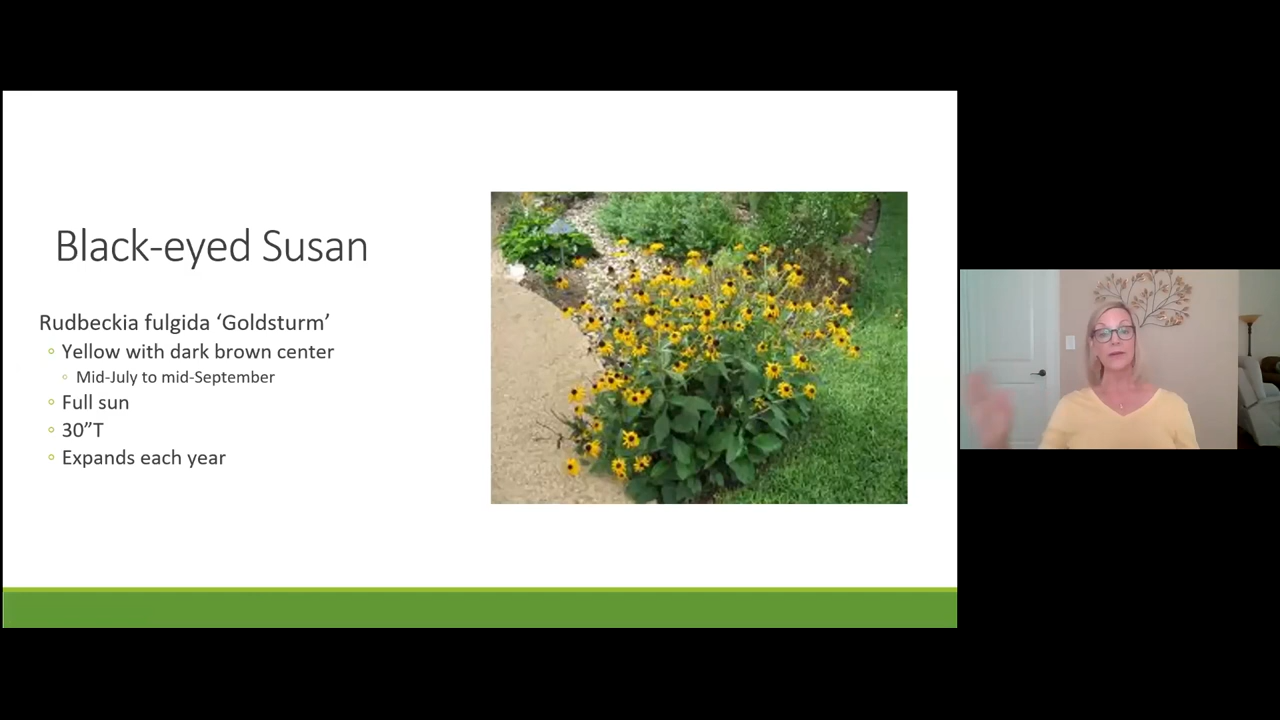 Black-eyed Susan
Rudbeckia fulgida ‘Goldsturm’
Yellow with dark brown center
Mid-July to mid-September
Full sun
30”T
Expands each year